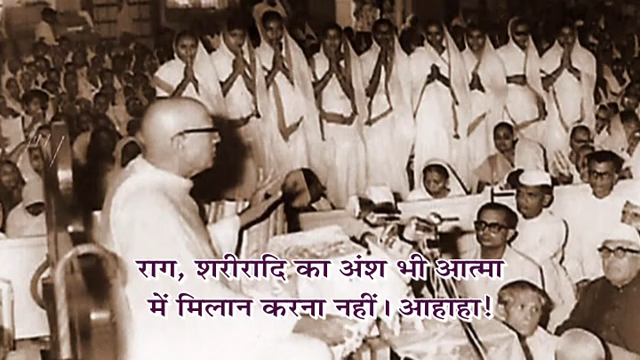 राग, शरीरादि का अंश भी आत्मा
में मिलान करना नहीं। आहाहा!